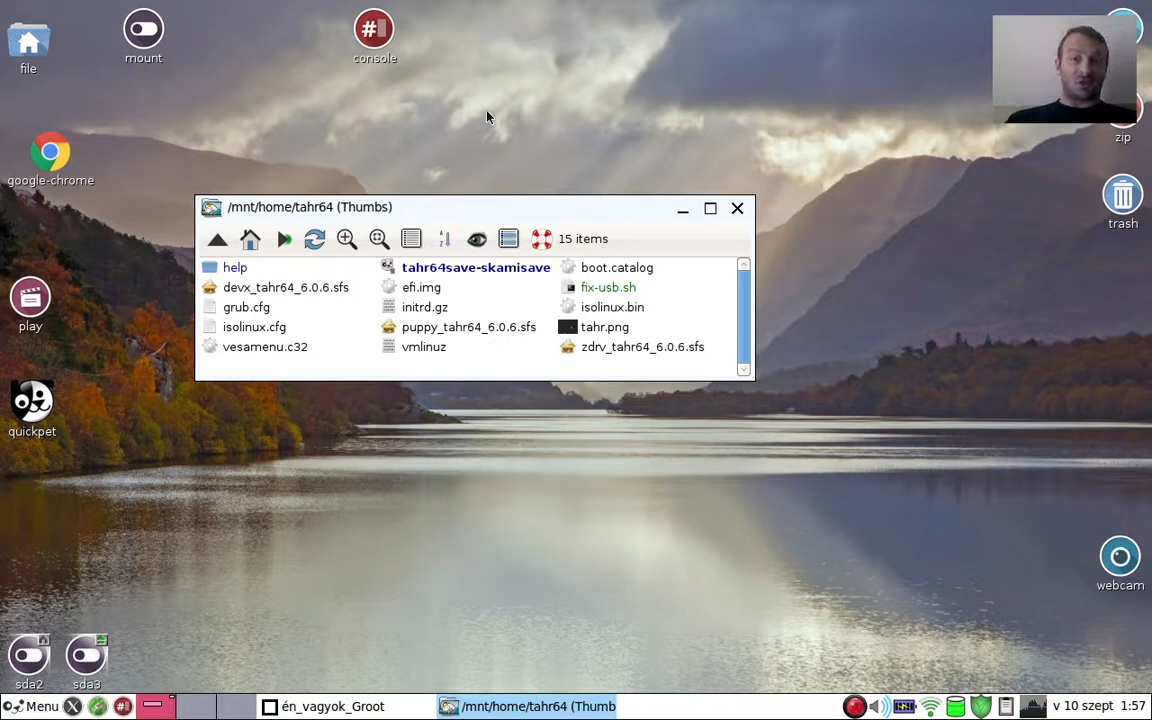 file
mount
console
zip
google-chrome
trash
play
quickpet
webcam
sda2
sda3
/mnt/home/tahr64 (Thumbs)
15 items
help
tahr64save-skamisave
boot.catalog
devx_tahr64_6.0.6.sfs
efi.img
fix-usb.sh
grub.cfg
initrd.gz
isolinux.bin
isolinux.cfg
puppy_tahr64_6.0.6.sfs
tahr.png
vesamenu.c32
vmlinuz
zdrv_tahr64_6.0.6.sfs
Menu
én_vagyok_Groot
/mnt/home/tahr64 (Thumb
v 10 szept 1:57